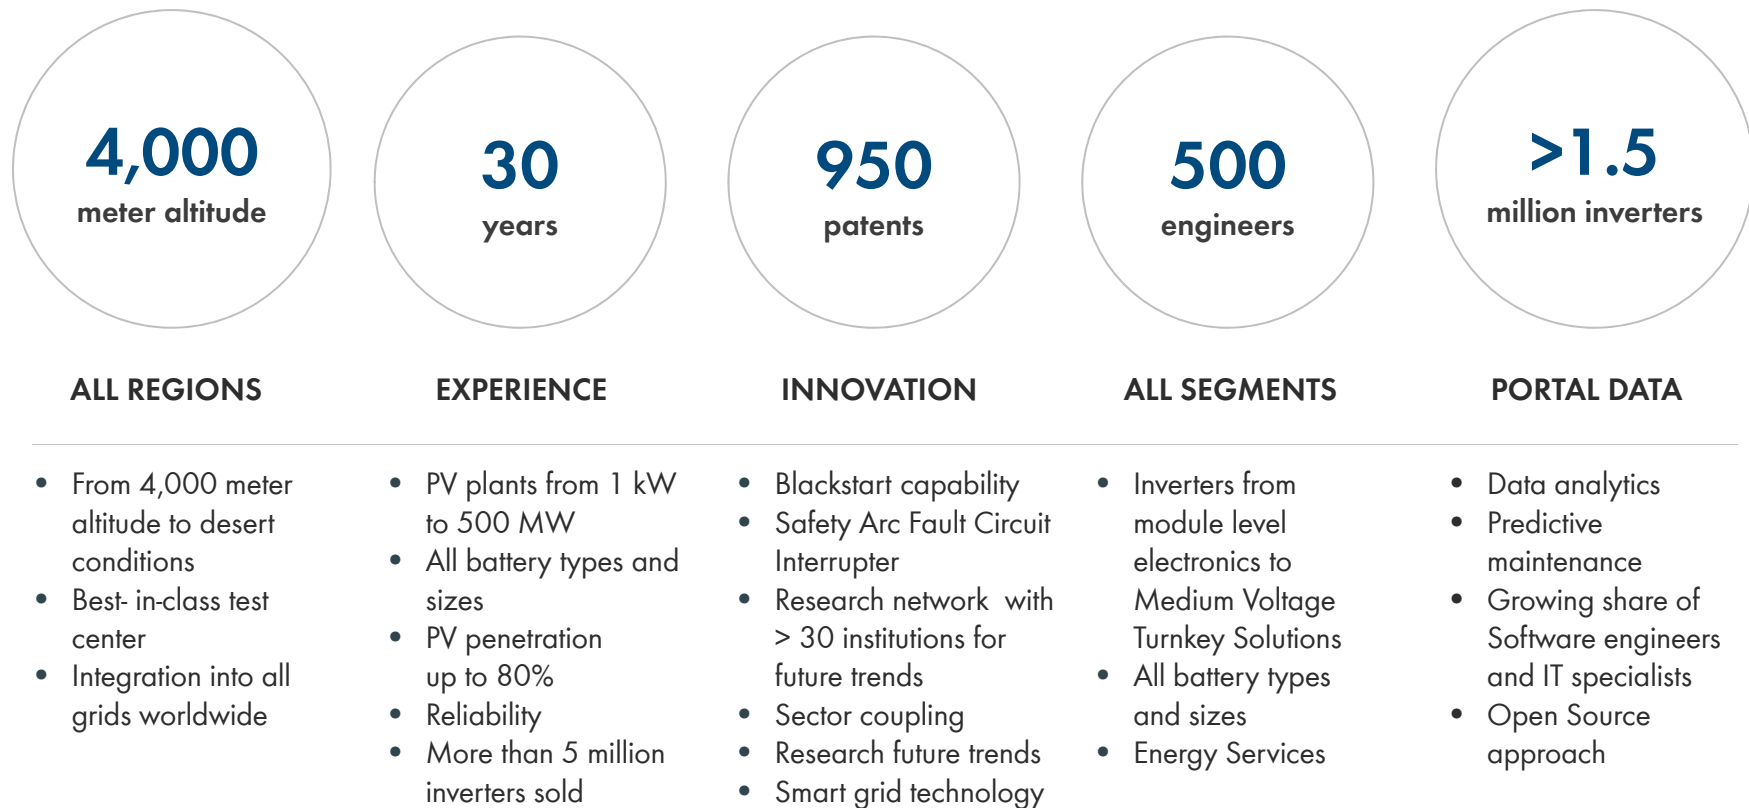 4,000
meter altitude
30
years
950
patents
500
engineers
>1.5
million inverters
ALL REGIONS
EXPERIENCE
INNOVATION
ALL SEGMENTS
PORTAL DATA
• From 4,000 meter
altitude to desert
conditions
• Best- in-class test
center
• Integration into all
grids worldwide
• PV plants from 1 kW
to 500 MW
• All battery types and
sizes
• PV penetration
up to 80%
• Reliability
• More than 5 million
inverters sold
• Blackstart capability
• Safety Arc Fault Circuit
Interrupter
• Research network  with
> 30 institutions for
future trends
• Sector coupling
• Research future trends
• Smart grid technology
• Inverters from
module level
electronics to
Medium Voltage
Turnkey Solutions
• All battery types
and sizes
• Energy Services
• Data analytics
• Predictive
maintenance
• Growing share of
Software engineers
and IT specialists
• Open Source
approach